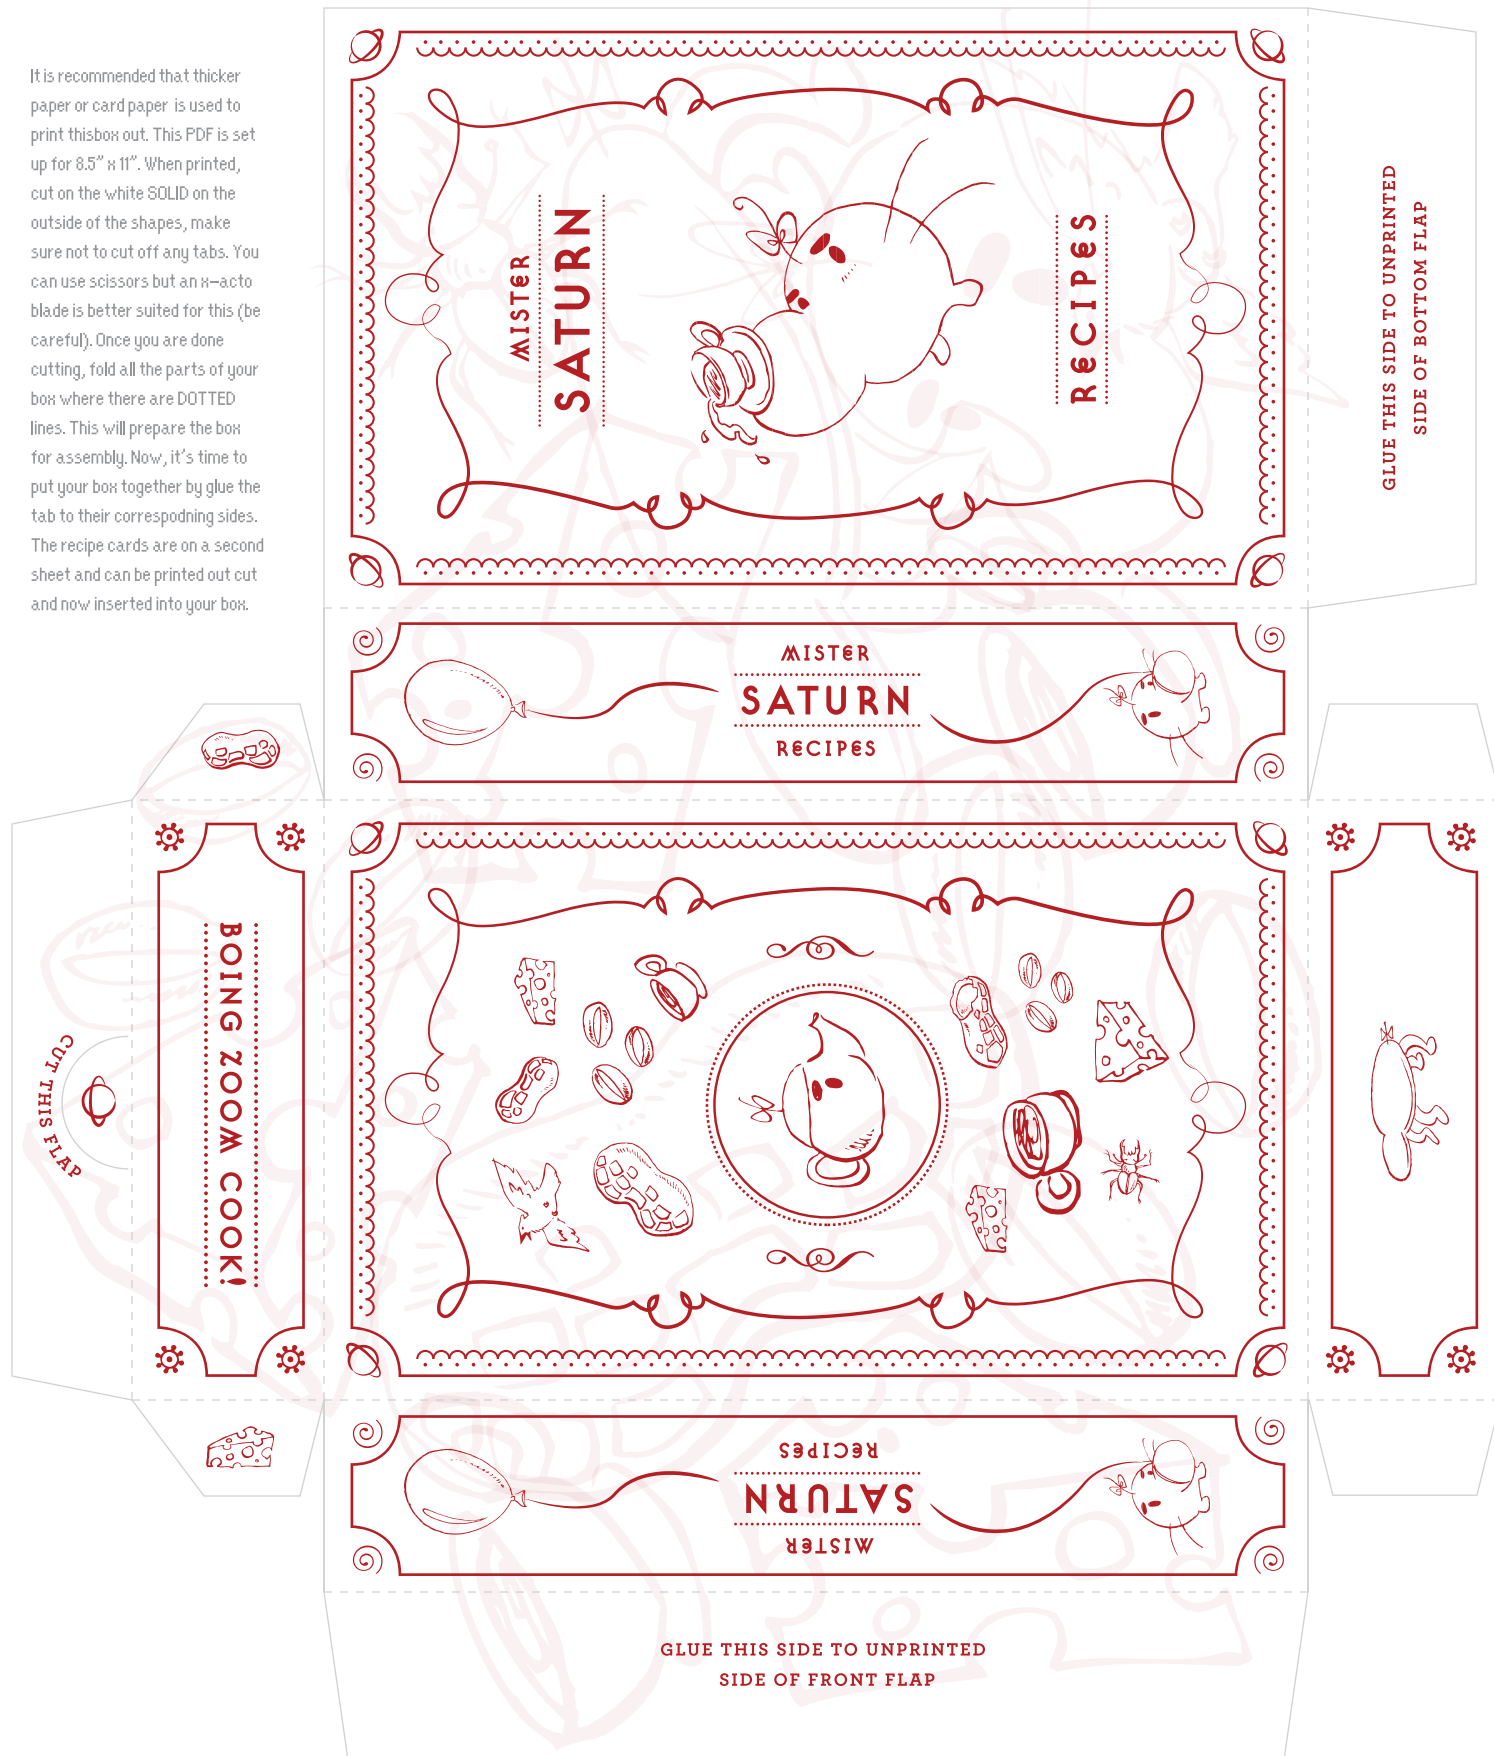 It is recommended that thicker
paper or card paper is used to
print thisbox out. This PDF is set
up for 8.5” x 11”. When printed,
cut on the white SOLID on the
outside of the shapes, make
sure not to cut off any tabs. You
can use scissors but an x-acto
blade is better suited for this (be
careful). Once you are done
cutting, fold all the parts of your
box where there are DOTTED
lines. This will prepare the box
for assembly. Now, it’s time to
put your box together by glue the
tab to their correspodning sides.
The recipe cards are on a second
sheet and can be printed out cut
and now inserted into your box.
MISTER
SATURN
RECIPES
GLUE THIS SIDE TO UNPRINTED
SIDE OF BOTTOM FLAP
MISTER
SATURN
RECIPES
CUT THIS FLAP
BOING ZOOM COOK!
MISTER
SATURN
RECIPES
GLUE THIS SIDE TO UNPRINTED
SIDE OF FRONT FLAP